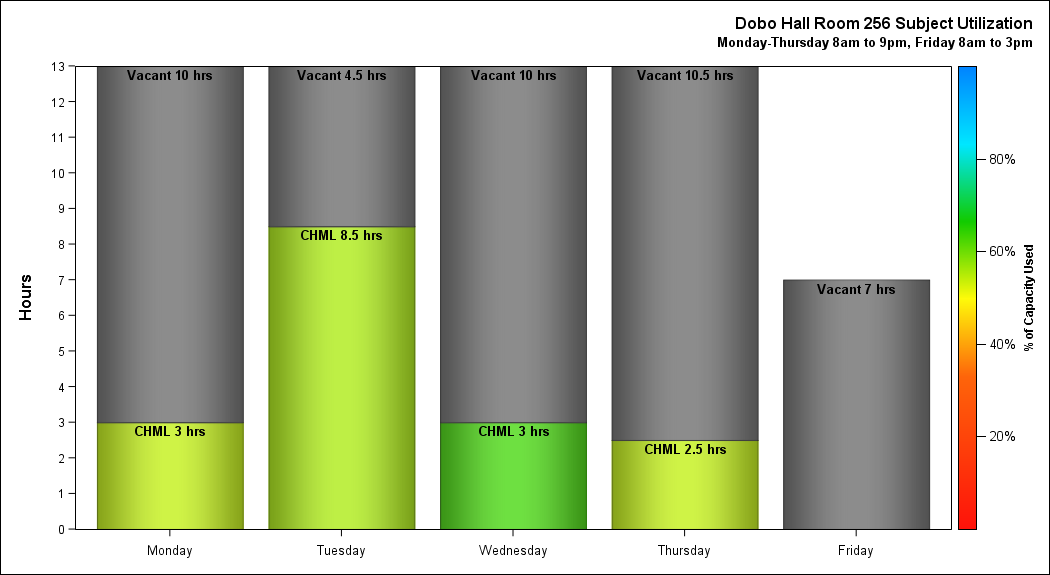 Dobo Hall Room 256 Subject Utilization
Monday-Thursday 8am to 9pm, Friday 8am to 3pm
Hours
13
12
11
10
9
8
7
6
5
4
3
2
1
0
Vacant 10 hrs
Vacant 4.5 hrs
Vacant 10 hrs
Vacant 10.5 hrs
CHML 8.5 hrs
Vacant 7 hrs
CHML 3 hrs
CHML 3 hrs
CHML 2.5 hrs
Monday
Tuesday
Wednesday
Thursday
Friday
80%
60%
40%
20%
% of Capacity Used